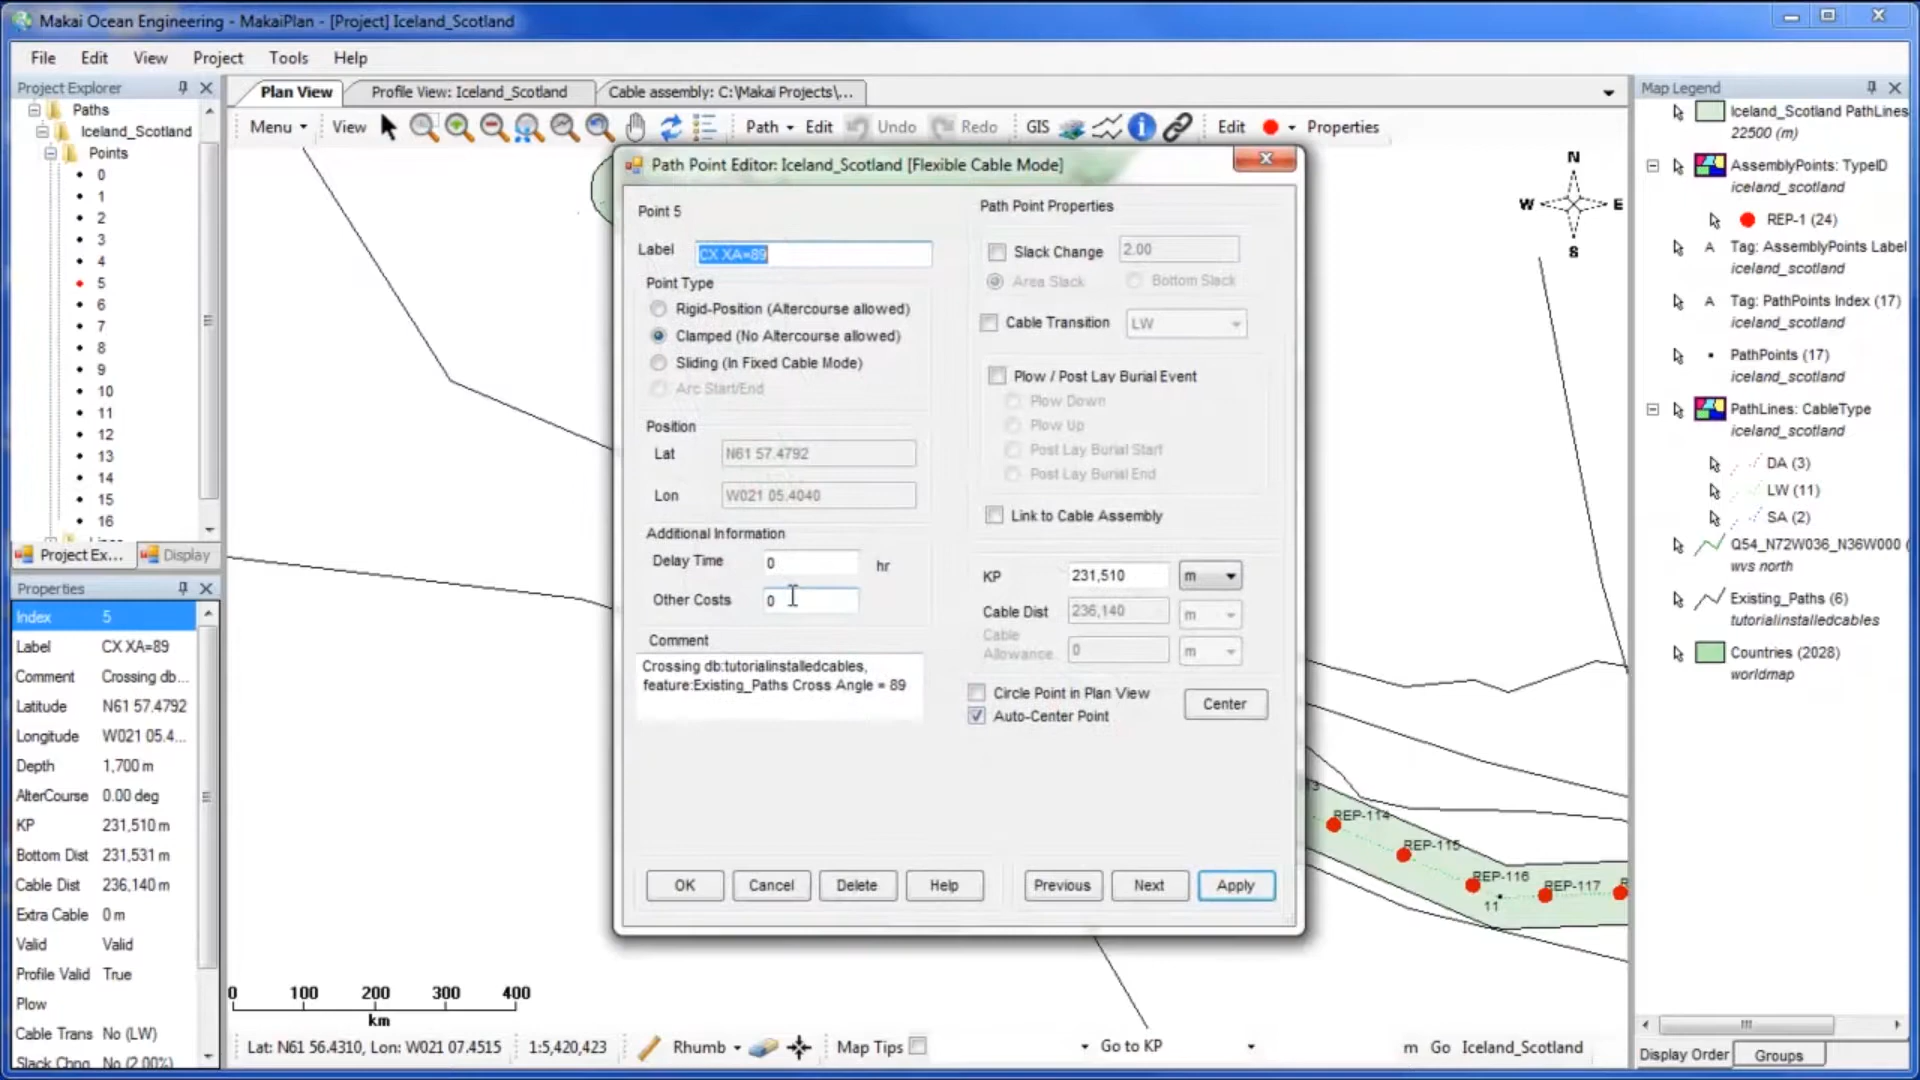 Makai Ocean Engineering - MakaiPlan - [Project] Iceland_Scotland
File Edit View Project Tools Help
Project Explorer
Paths
Iceland_Scotland
Points
0
1
2
3
4
5
6
7
8
9
10
11
12
13
14
15
16
Project Ex... Display
Properties
Index 5
Label CX XA=89
Comment Crossing db...
Latitude N61 57.4792
Longitude W021 05.4...
Depth 1,700 m
AlterCourse 0.00 deg
KP 231,510 m
Bottom Dist 231,531 m
Cable Dist 236,140 m
Extra Cable 0 m
Valid Valid
Profile Valid True
Plow
Cable Trans No (LW)
Slack Chng No (2.00%)
Plan View Profile View: Iceland_Scotland Cable assembly: C:\Makai Projects\...
Menu View Path Edit Undo Redo GIS Edit Properties
Path Point Editor: Iceland_Scotland [Flexible Cable Mode]
Point 5
Label CX XA=89
Point Type
Rigid-Position (Altercourse allowed)
Clamped (No Altercourse allowed)
Sliding (In Fixed Cable Mode)
Arc Start/End
Position
Lat N61 57.4792
Lon W021 05.4040
Additional Information
Delay Time 0 hr
Other Costs 0
Comment
Crossing db:tutorialinstalledcables,
feature:Existing_Paths Cross Angle = 89
Path Point Properties
Slack Change 2.00
Area Slack Bottom Slack
Cable Transition LW
Plow / Post Lay Burial Event
Plow Down
Plow Up
Post Lay Burial Start
Post Lay Burial End
Link to Cable Assembly
KP 231,510 m
Cable Dist 236,140 m
Cable
Allowance 0 m
Circle Point in Plan View
Auto-Center Point
Center
OK Cancel Delete Help Previous Next Apply
N
W E
S
REP-114
REP-115
REP-116
REP-117
11
0 100 200 300 400
km
Lat: N61 56.4310, Lon: W021 07.4515 1:5,420,423 Rhumb Map Tips Go to KP m Go Iceland_Scotland
Map Legend
Iceland_Scotland PathLines
22500 (m)
AssemblyPoints: TypeID
iceland_scotland
REP-1 (24)
A Tag: AssemblyPoints Label
iceland_scotland
A Tag: PathPoints Index (17)
iceland_scotland
PathPoints (17)
iceland_scotland
PathLines: CableType
iceland_scotland
DA (3)
LW (11)
SA (2)
Q54_N72W036_N36W000 (
wvs north
Existing_Paths (6)
tutorialinstalledcables
Countries (2028)
worldmap
Display Order Groups